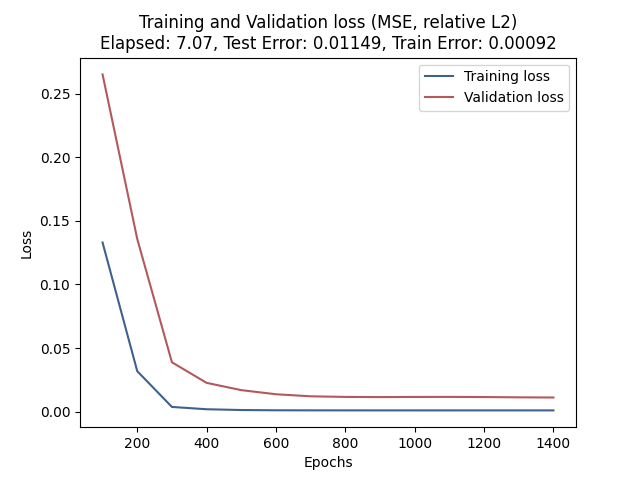 Training and Validation loss (MSE, relative L2)
Elapsed: 7.07, Test Error: 0.01149, Train Error: 0.00092
Training loss
Validation loss
0.25
0.20
0.15
0.10
0.05
0.00
Loss
200 400 600 800 1000 1200 1400
Epochs